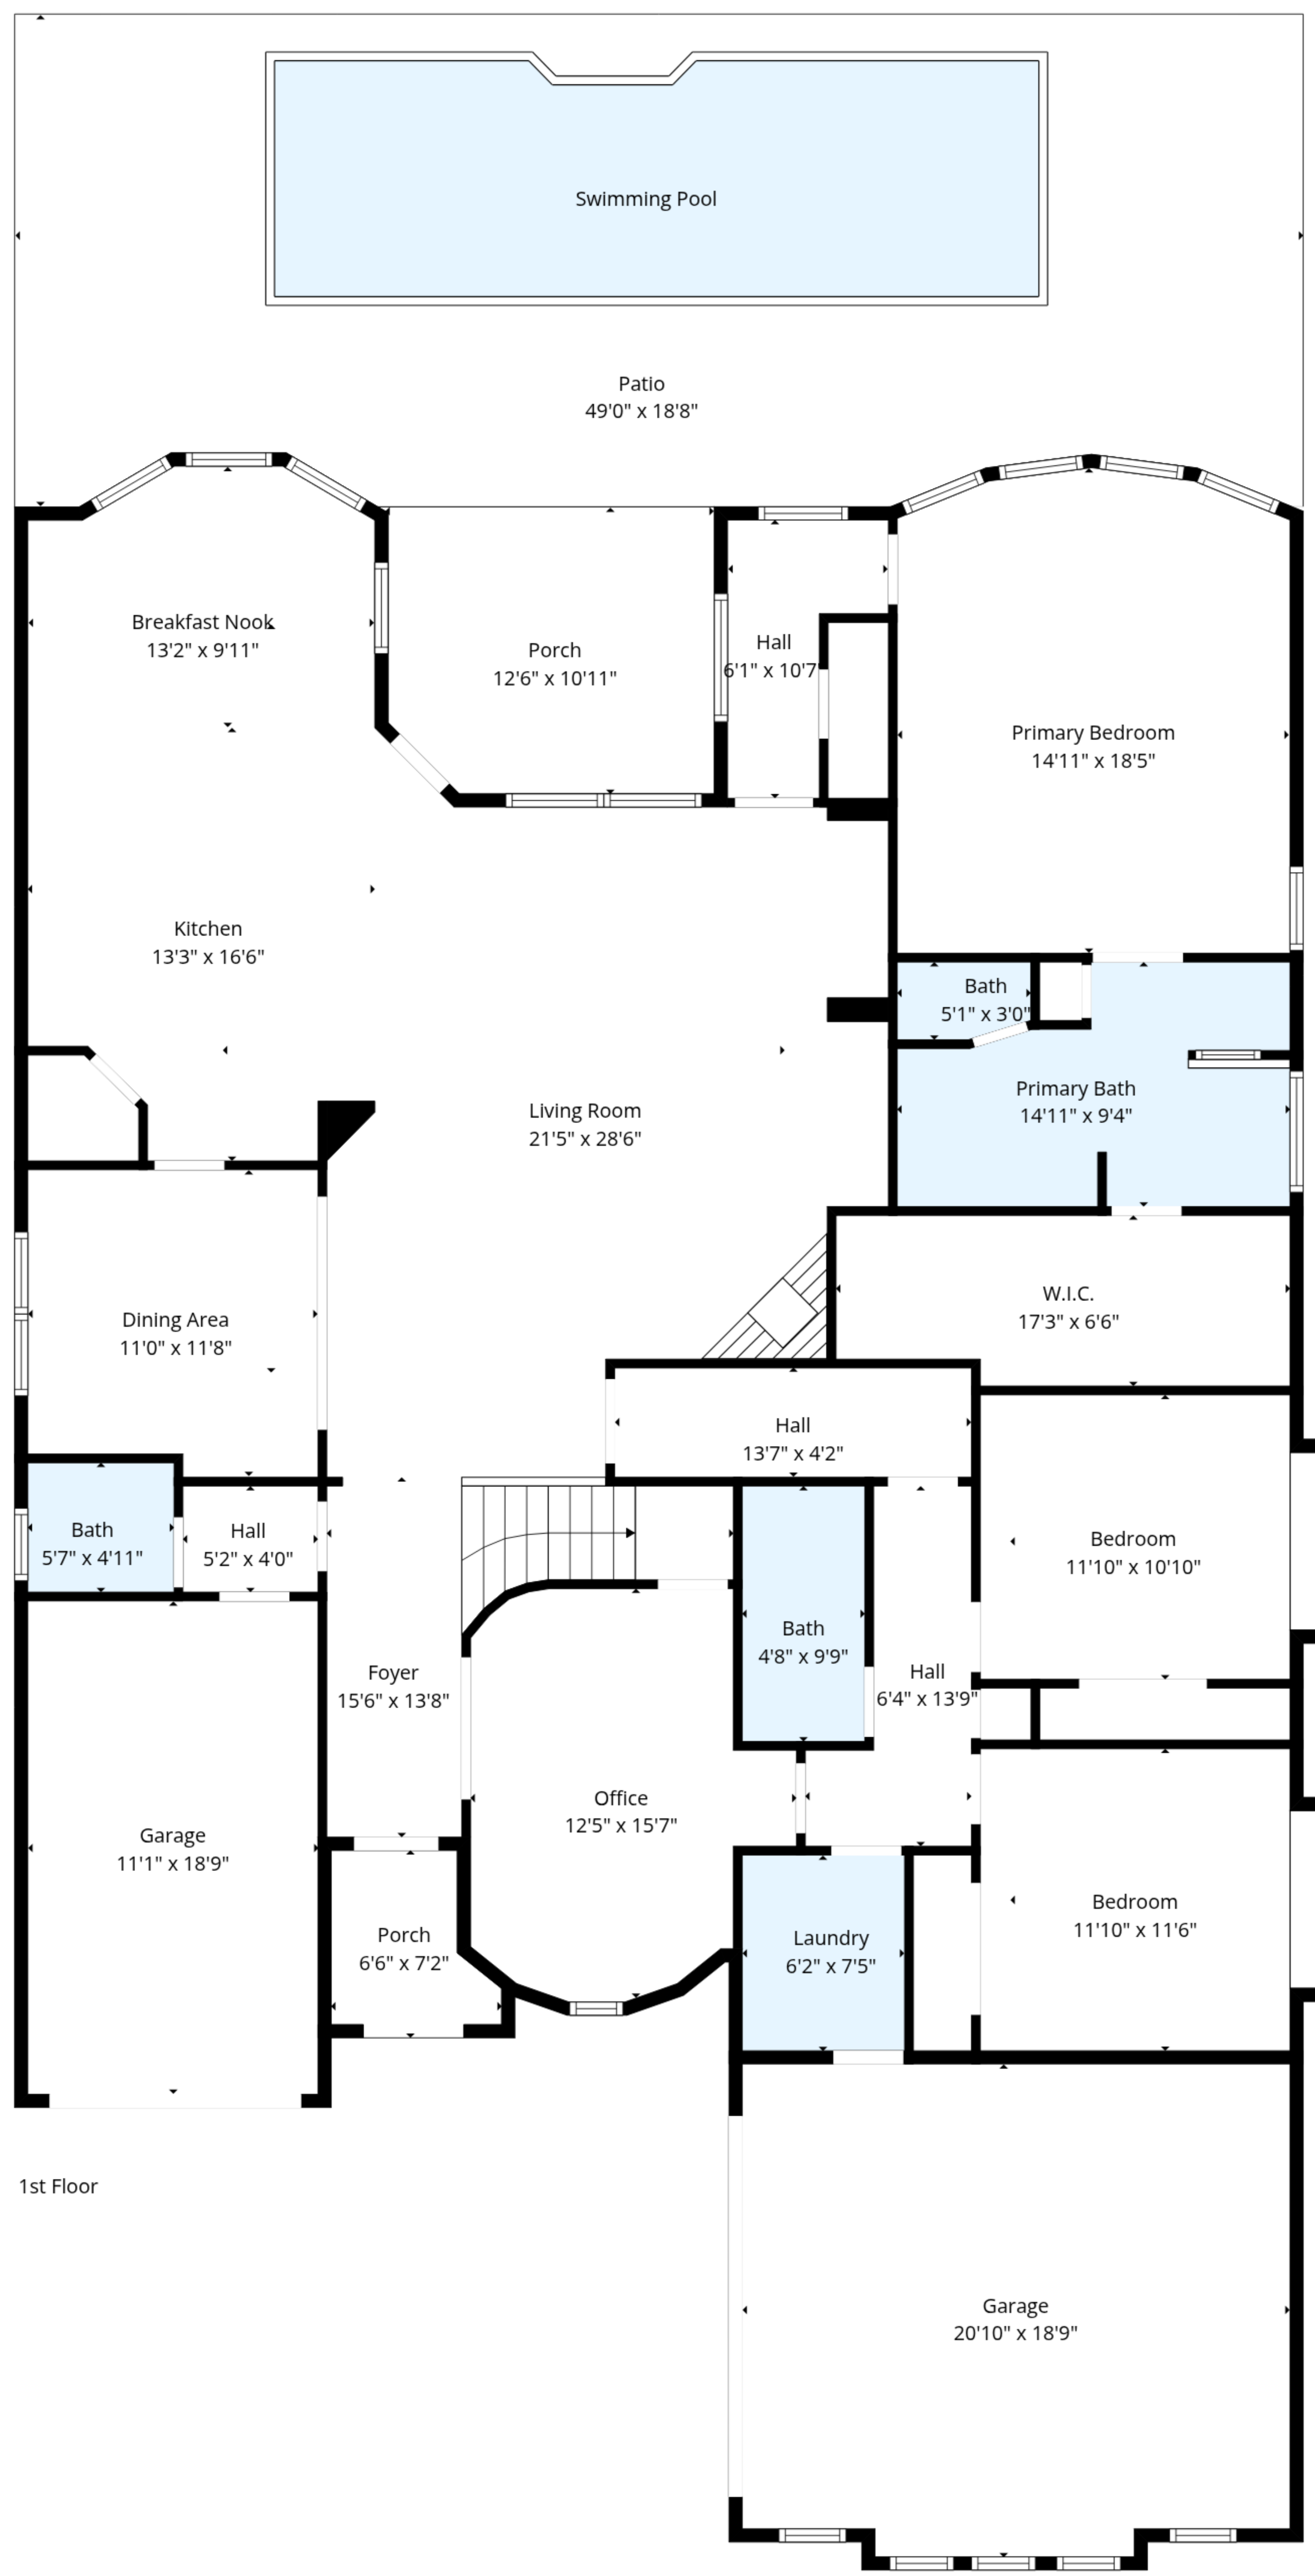 Swimming Pool
Patio
49'0" x 18'8"
Breakfast Nook
13'2" x 9'11"
Porch
12'6" x 10'11"
Hall
6'1" x 10'7"
Primary Bedroom
14'11" x 18'5"
Kitchen
13'3" x 16'6"
Bath
5'1" x 3'0"
Primary Bath
14'11" x 9'4"
Living Room
21'5" x 28'6"
W.I.C.
17'3" x 6'6"
Dining Area
11'0" x 11'8"
Hall
13'7" x 4'2"
Bath
5'7" x 4'11"
Hall
5'2" x 4'0"
Bedroom
11'10" x 10'10"
Bath
4'8" x 9'9"
Foyer
15'6" x 13'8"
Hall
6'4" x 13'9"
Office
12'5" x 15'7"
Garage
11'1" x 18'9"
Bedroom
11'10" x 11'6"
Porch
6'6" x 7'2"
Laundry
6'2" x 7'5"
1st Floor
Garage
20'10" x 18'9"